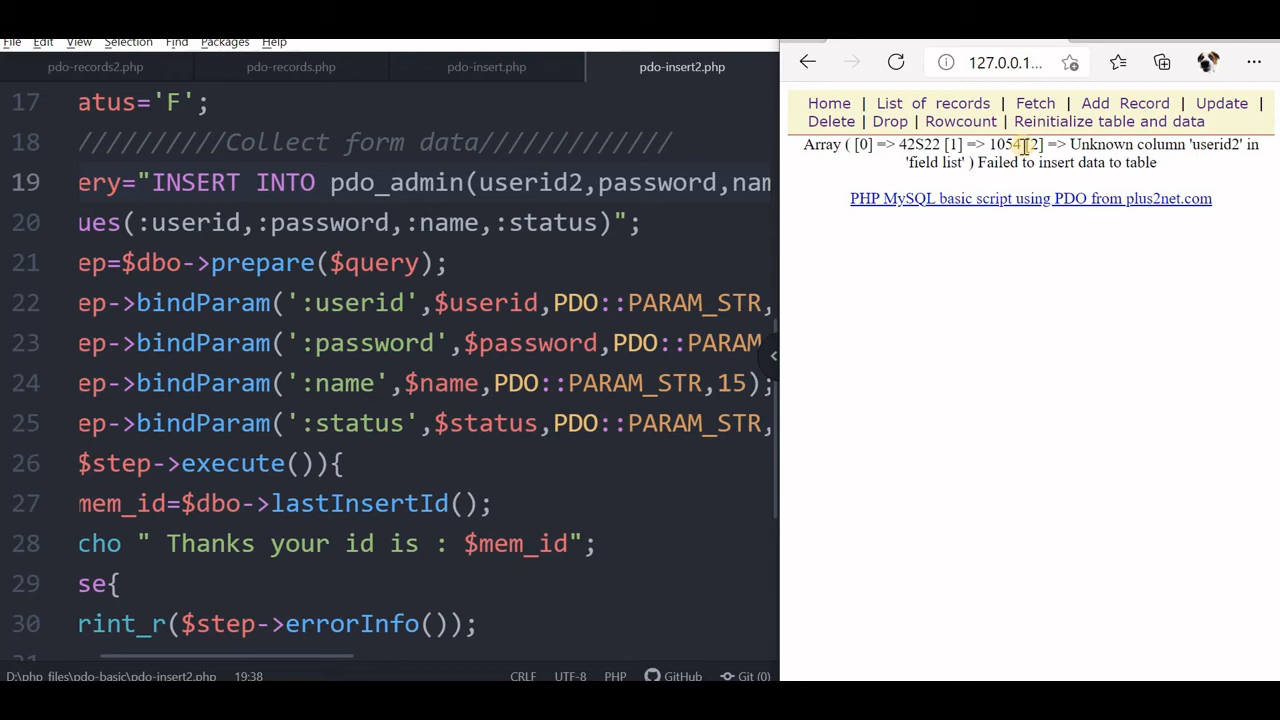 File Edit View Selection Find Packages Help
pdo-records2.php pdo-records.php pdo-insert.php pdo-insert2.php
17 atus='F';
18 //////////Collect form data/////////////
19 ery="INSERT INTO pdo_admin(userid2,password,nam
20 ues(:userid,:password,:name,:status)";
21 ep=$dbo->prepare($query);
22 ep->bindParam(':userid',$userid,PDO::PARAM_STR,
23 ep->bindParam(':password',$password,PDO::PARAM
24 ep->bindParam(':name',$name,PDO::PARAM_STR,15);
25 ep->bindParam(':status',$status,PDO::PARAM_STR,
26 $step->execute()){
27 mem_id=$dbo->lastInsertId();
28 cho " Thanks your id is : $mem_id";
29 se{
30 rint_r($step->errorInfo());
D:\php_files\pdo-basic\pdo-insert2.php 19:38 CRLF UTF-8 PHP GitHub Git (0)
127.0.0.1...
Home | List of records | Fetch | Add Record | Update |
Delete | Drop | Rowcount | Reinitialize table and data
Array ( [0] => 42S22 [1] => 1054 [2] => Unknown column 'userid2' in
'field list' ) Failed to insert data to table
PHP MySQL basic script using PDO from plus2net.com